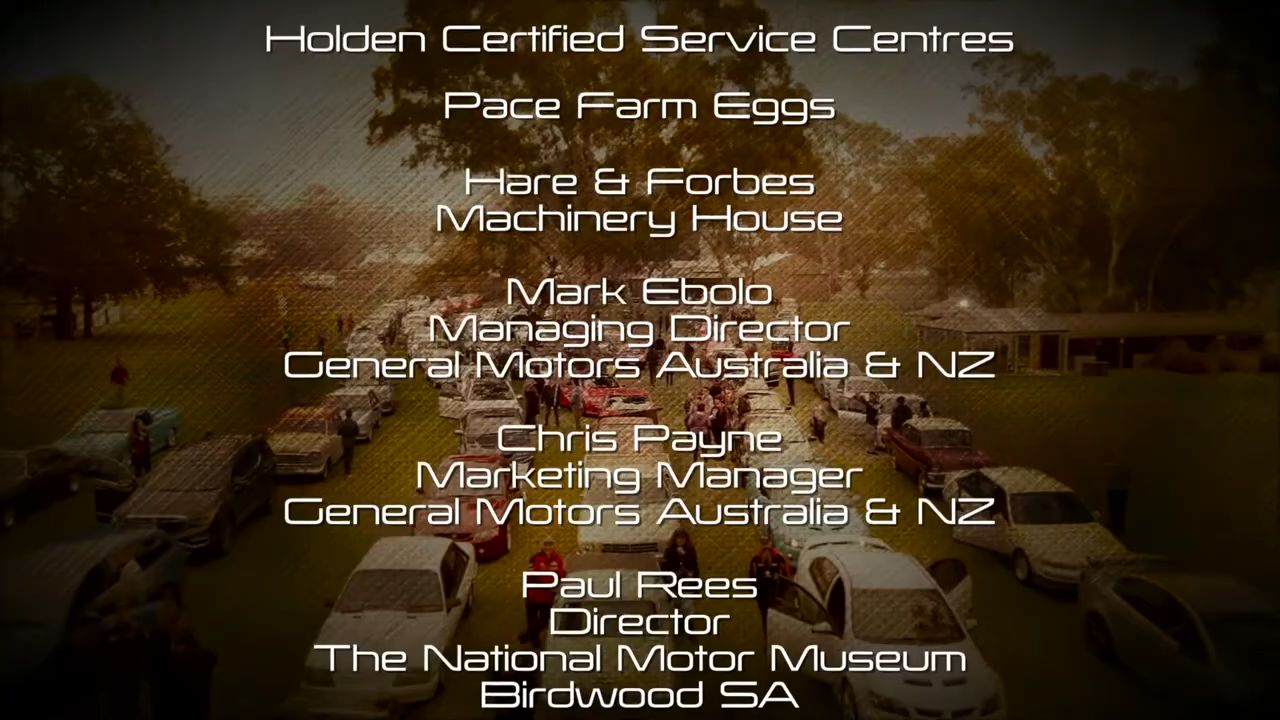 Holden Certified Service Centres
Pace Farm Eggs
Hare & Forbes
Machinery House
Mark Ebolo
Managing Director
General Motors Australia & NZ
Chris Payne
Marketing Manager
General Motors Australia & NZ
Paul Rees
Director
The National Motor Museum
Birdwood SA